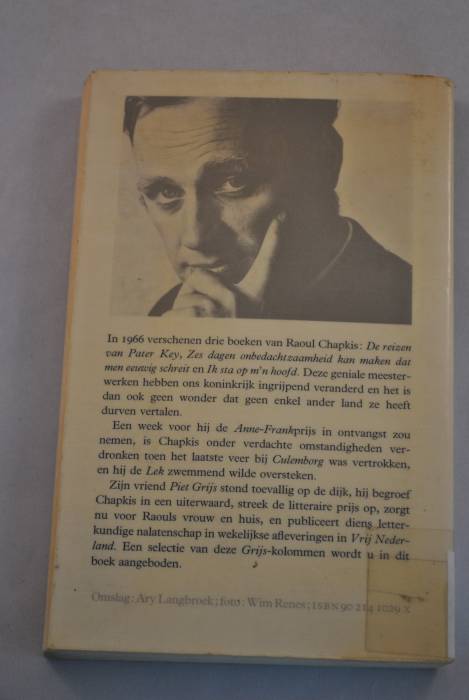 In 1966 verschenen drie boeken van Raoul Chapkis: De reizen
van Pater Key, Zes dagen onbedachtzaamheid kan maken dat
men eeuwig schreit en Ik sta op m'n hoofd. Deze geniale meester-
werken hebben ons koninkrijk ingrijpend veranderd en het is
dan ook geen wonder dat geen enkel ander land ze heeft
durven vertalen.
Een week voor hij de Anne-Frankprijs in ontvangst zou
nemen, is Chapkis onder verdachte omstandigheden ver-
dronken toen het laatste veer bij Culemborg was vertrokken,
en hij de Lek zwemmend wilde oversteken.
Zijn vriend Piet Grijs stond toevallig op de dijk, hij begroef
Chapkis in een uiterwaard, streek de litteraire prijs op, zorgt
nu voor Raouls vrouw en huis, en publiceert diens letter-
kundige nalatenschap in wekelijkse afleveringen in Vrij Neder-
land. Een selectie van deze Grijs-kolommen wordt u in dit
boek aangeboden.
Omslag: Ary Langbroek; foto: Wim Renes; ISBN 90 214 1029 X